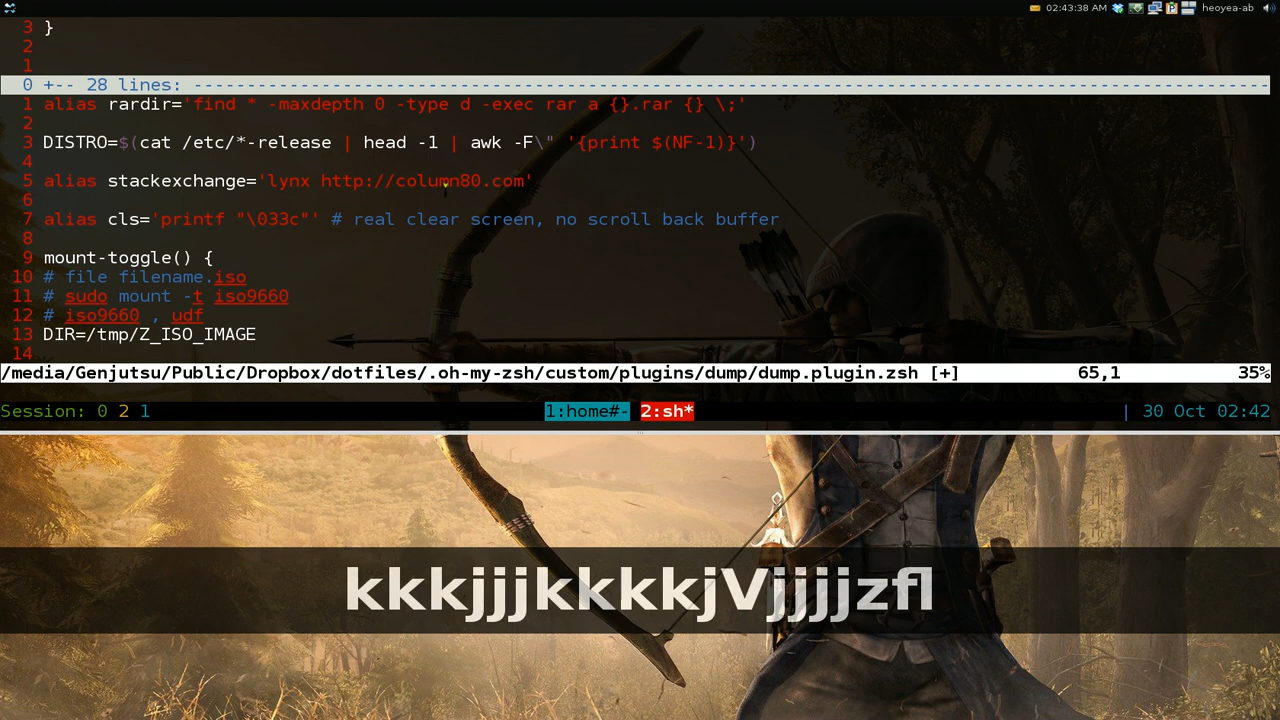 02:43:38 AM heoyea-ab
3 }
2
1
0 +-- 28 lines: ---------------------------------------------------------------------------------------------------
1 alias rardir='find * -maxdepth 0 -type d -exec rar a {}.rar {} \;'
2
3 DISTRO=$(cat /etc/*-release | head -1 | awk -F\" '{print $(NF-1)}')
4
5 alias stackexchange='lynx http://column80.com'
6
7 alias cls='printf "\033c"' # real clear screen, no scroll back buffer
8
9 mount-toggle() {
10 # file filename.iso
11 # sudo mount -t iso9660
12 # iso9660 , udf
13 DIR=/tmp/Z_ISO_IMAGE
14
/media/Genjutsu/Public/Dropbox/dotfiles/.oh-my-zsh/custom/plugins/dump/dump.plugin.zsh [+] 65,1 35%
Session: 0 2 1 1:home#- 2:sh* | 30 Oct 02:42
kkkjjjkkkkjVjjjjzfl